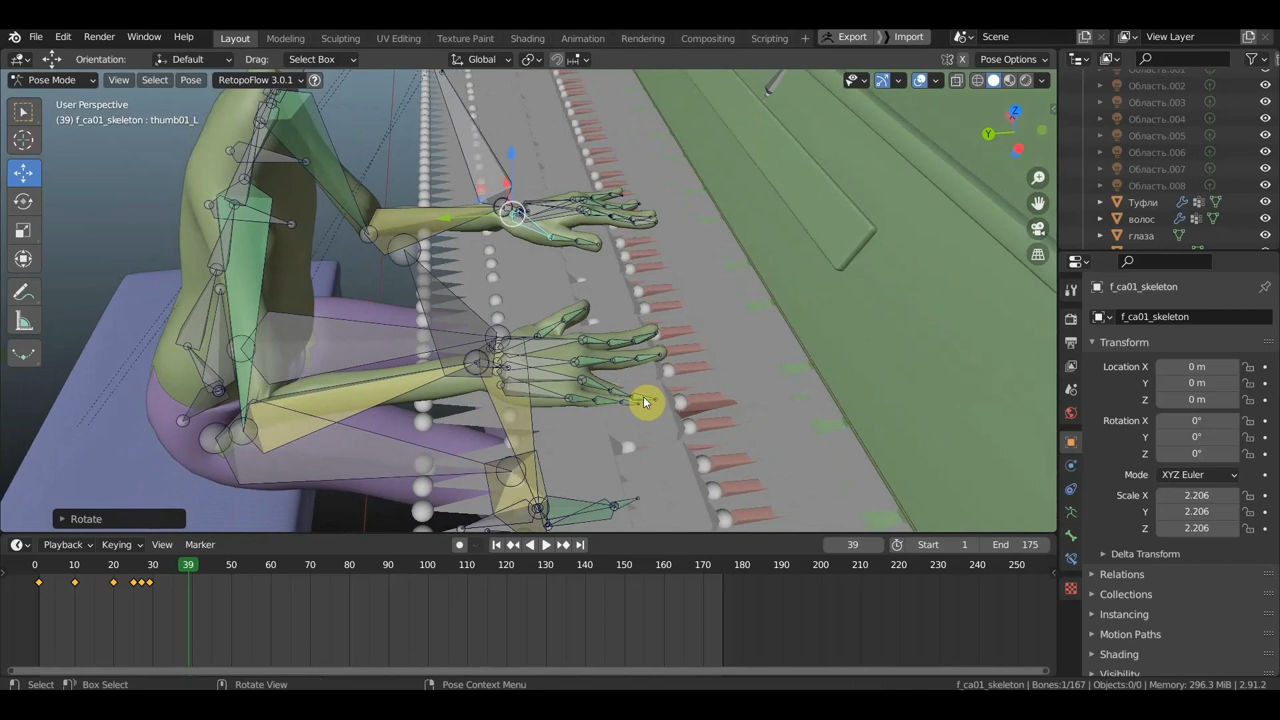 File Edit Render Window Help Layout Modeling Sculpting UV Editing Texture Paint Shading Animation Rendering Compositing Scripting + Export Import Scene View Layer
Orientation: Default Drag: Select Box Global Pose Options
Pose Mode View Select Pose RetopoFlow 3.0.1
User Perspective
(39) f_ca01_skeleton : thumb01_L
Z
Y
Область.002
Область.003
Область.004
Область.005
Область.006
Область.007
Область.008
Туфли
волос
глаза
f_ca01_skeleton
f_ca01_skeleton
Transform
Location X 0 m
Y 0 m
Z 0 m
Rotation X 0°
Y 0°
Z 0°
Mode XYZ Euler
Scale X 2.206
Y 2.206
Z 2.206
Delta Transform
Relations
Collections
Instancing
Motion Paths
Shading
Visibility
Rotate
Playback Keying View Marker 39 Start 1 End 175
0 10 20 30 39 50 60 70 80 90 100 110 120 130 140 150 160 170 180 190 200 210 220 230 240 250
Select Box Select Rotate View Pose Context Menu f_ca01_skeleton | Bones:1/167 | Objects:0/0 | Memory: 296.3 MiB | 2.91.2